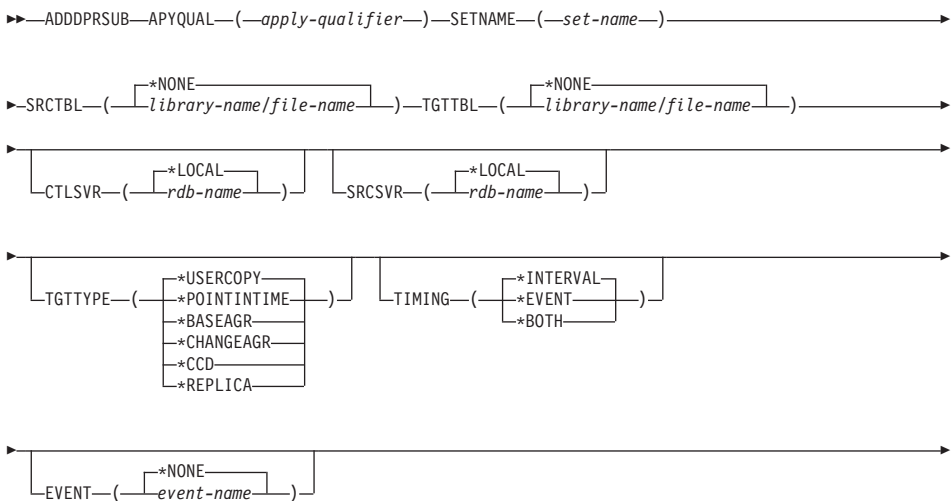 ADDDPRSUB APYQUAL ( apply-qualifier ) SETNAME ( set-name )
*NONE *NONE
SRCTBL ( library-name/file-name ) TGTTBL ( library-name/file-name )
*LOCAL *LOCAL
CTLSVR ( rdb-name ) SRCSVR ( rdb-name )
*USERCOPY *INTERVAL
TGTTYPE ( *POINTINTIME ) TIMING ( *EVENT )
*BASEAGR *BOTH
*CHANGEAGR
*CCD
*REPLICA
*NONE
EVENT ( event-name )